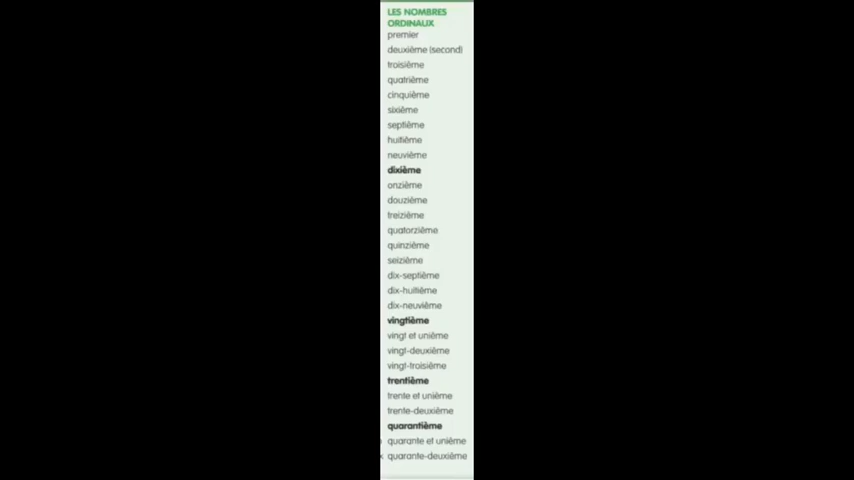 LES NOMBRES
ORDINAUX
premier
deuxième (second)
troisième
quatrième
cinquième
sixième
septième
huitième
neuvième
dixième
onzième
douzième
treizième
quatorzième
quinzième
seizième
dix-septième
dix-huitième
dix-neuvième
vingtième
vingt et unième
vingt-deuxième
vingt-troisième
trentième
trente et unième
trente-deuxième
quarantième
quarante et unième
quarante-deuxième